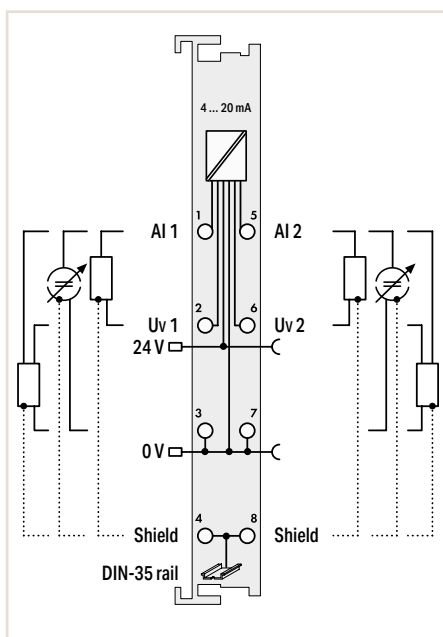 4 ... 20 mA
1 5
AI 1 AI 2
2 6
Uv 1 Uv 2
24 V
3 7
0 V
4 8
Shield Shield
DIN-35 rail